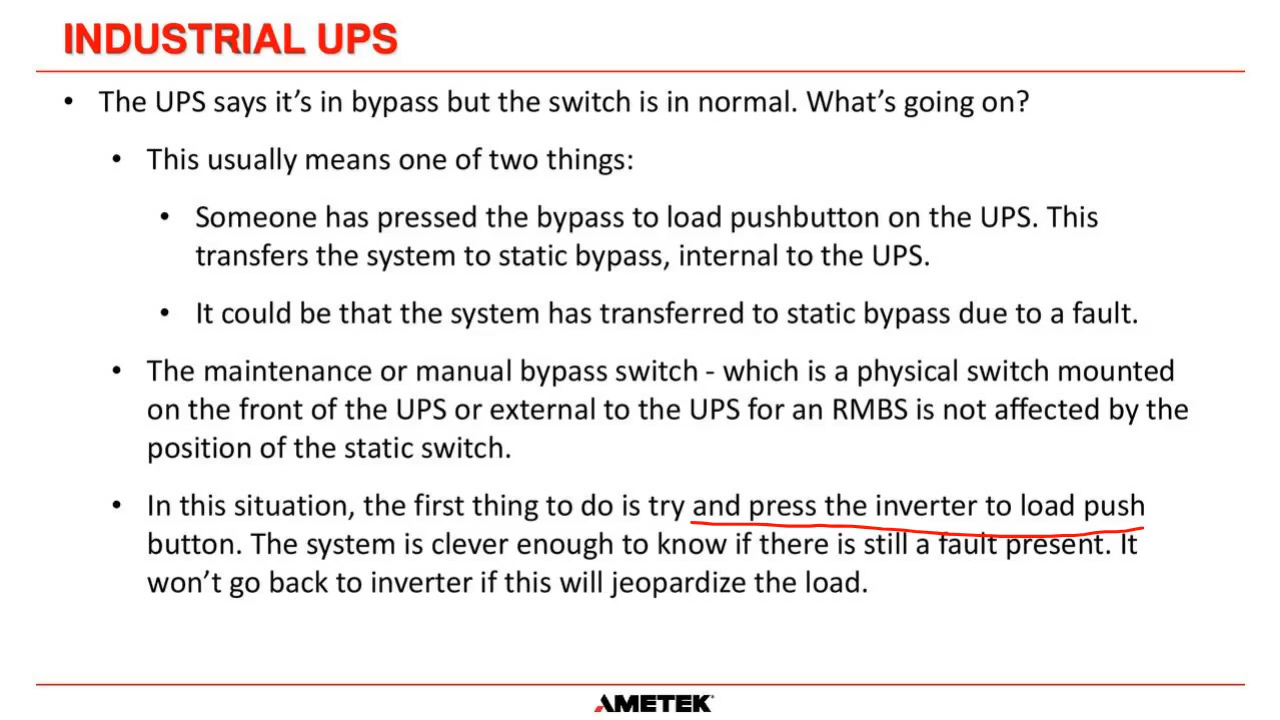 INDUSTRIAL UPS
• The UPS says it’s in bypass but the switch is in normal. What’s going on?
• This usually means one of two things:
• Someone has pressed the bypass to load pushbutton on the UPS. This
transfers the system to static bypass, internal to the UPS.
• It could be that the system has transferred to static bypass due to a fault.
• The maintenance or manual bypass switch - which is a physical switch mounted
on the front of the UPS or external to the UPS for an RMBS is not affected by the
position of the static switch.
• In this situation, the first thing to do is try and press the inverter to load push
button. The system is clever enough to know if there is still a fault present. It
won’t go back to inverter if this will jeopardize the load.
AMETEK